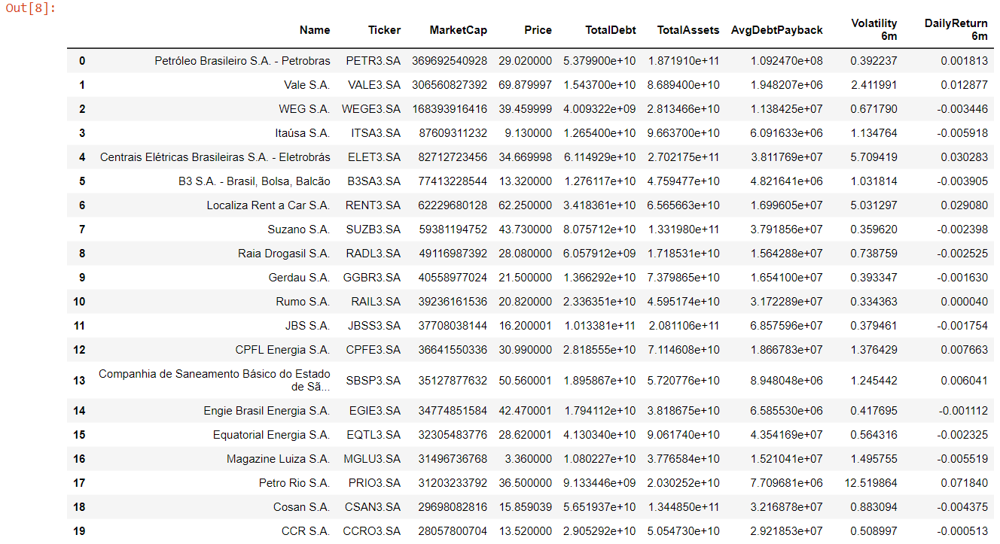 Out[8]:
Name Ticker MarketCap Price TotalDebt TotalAssets AvgDebtPayback Volatility 6m DailyReturn 6m
0 Petróleo Brasileiro S.A. - Petrobras PETR3.SA 369692540928 29.020000 5.379900e+10 1.871910e+11 1.092470e+08 0.392237 0.001813
1 Vale S.A. VALE3.SA 306560827392 69.879997 1.543700e+10 8.689400e+10 1.948207e+06 2.411991 0.012877
2 WEG S.A. WEGE3.SA 168393916416 39.459999 4.009322e+09 2.813466e+10 1.138425e+07 0.671790 -0.003446
3 Itaúsa S.A. ITSA3.SA 87609311232 9.130000 1.265400e+10 9.663700e+10 6.091633e+06 1.134764 -0.005918
4 Centrais Elétricas Brasileiras S.A. - Eletrobrás ELET3.SA 82712723456 34.669998 6.114929e+10 2.702175e+11 3.811769e+07 5.709419 0.030283
5 B3 S.A. - Brasil, Bolsa, Balcão B3SA3.SA 77413228544 13.320000 1.276117e+10 4.759477e+10 4.821641e+06 1.031814 -0.003905
6 Localiza Rent a Car S.A. RENT3.SA 62229680128 62.250000 3.418361e+10 6.565663e+10 1.699605e+07 5.031297 0.029080
7 Suzano S.A. SUZB3.SA 59381194752 43.730000 8.075712e+10 1.331980e+11 3.791856e+07 0.359620 -0.002398
8 Raia Drogasil S.A. RADL3.SA 49116987392 28.080000 6.057912e+09 1.718531e+10 1.564287e+07 0.738759 -0.002525
9 Gerdau S.A. GGBR3.SA 40558977024 21.500000 1.366292e+10 7.379865e+10 1.654100e+07 0.393347 -0.001630
10 Rumo S.A. RAIL3.SA 39236161536 20.820000 2.336351e+10 4.595174e+10 3.172289e+07 0.334363 0.000040
11 JBS S.A. JBSS3.SA 37708038144 16.200001 1.013381e+11 2.081106e+11 6.857596e+07 0.379461 -0.001754
12 CPFL Energia S.A. CPFE3.SA 36641550336 30.990000 2.818555e+10 7.114608e+10 1.866783e+07 1.376429 0.007663
13 Companhia de Saneamento Básico do Estado de Sã... SBSP3.SA 35127877632 50.560001 1.895867e+10 5.720776e+10 8.948048e+06 1.245442 0.006041
14 Engie Brasil Energia S.A. EGIE3.SA 34774851584 42.470001 1.794112e+10 3.818675e+10 6.585530e+06 0.417695 -0.001112
15 Equatorial Energia S.A. EQTL3.SA 32305483776 28.620001 4.130340e+10 9.061740e+10 4.354169e+07 0.564316 -0.002325
16 Magazine Luiza S.A. MGLU3.SA 31496736768 3.360000 1.080227e+10 3.776584e+10 1.521041e+07 1.495755 -0.005519
17 Petro Rio S.A. PRIO3.SA 31203233792 36.500000 9.133446e+09 2.030252e+10 7.709681e+06 12.519864 0.071840
18 Cosan S.A. CSAN3.SA 29698082816 15.859039 5.651937e+10 1.344850e+11 3.216878e+07 0.883094 -0.004375
19 CCR S.A. CCRO3.SA 28057800704 13.520000 2.905292e+10 5.054730e+10 2.921853e+07 0.508997 -0.000513